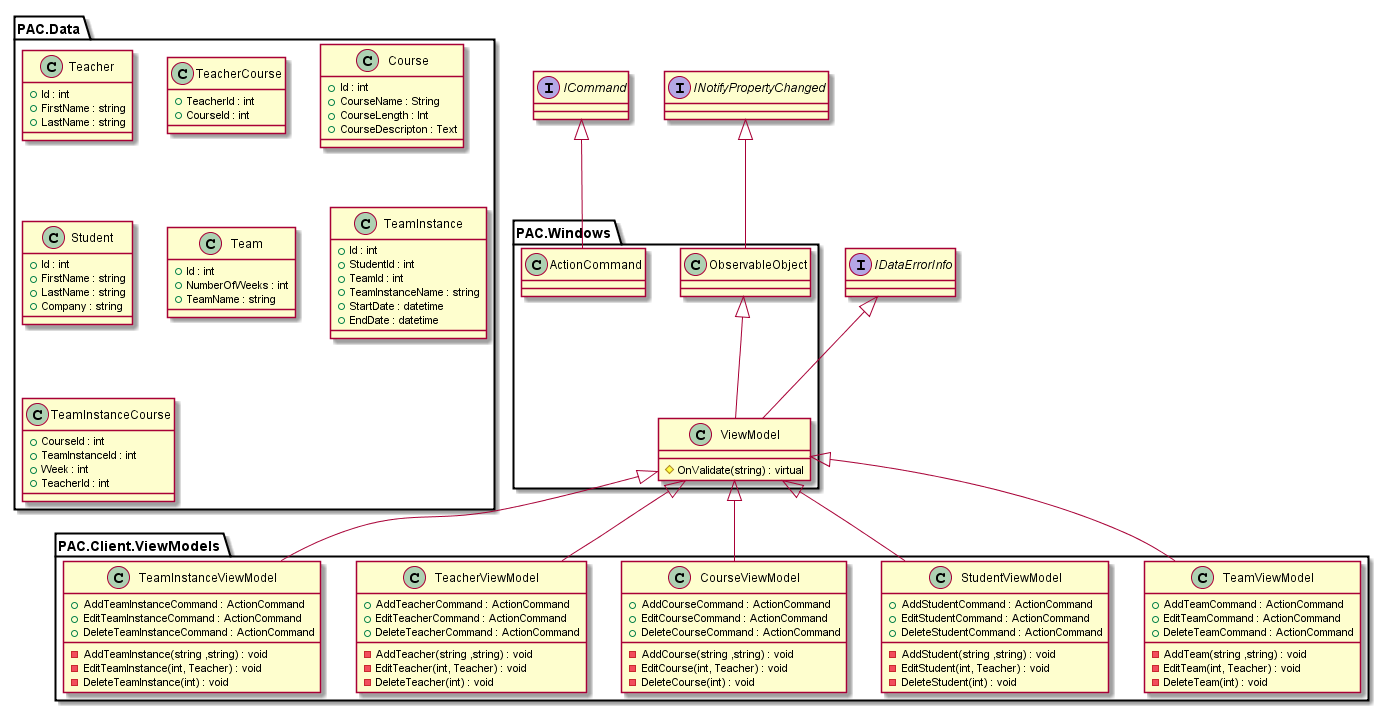 PAC.Data
C Teacher
Id : int
FirstName : string
LastName : string
C TeacherCourse
TeacherId : int
CourseId : int
C Course
Id : int
CourseName : String
CourseLength : Int
CourseDescripton : Text
I ICommand
I INotifyPropertyChanged
C Student
Id : int
FirstName : string
LastName : string
Company : string
C Team
Id : int
NumberOfWeeks : int
TeamName : string
C TeamInstance
Id : int
StudentId : int
TeamId : int
TeamInstanceName : string
StartDate : datetime
EndDate : datetime
PAC.Windows
C ActionCommand
C ObservableObject
I IDataErrorInfo
C TeamInstanceCourse
CourseId : int
TeamInstanceId : int
Week : int
TeacherId : int
C ViewModel
OnValidate(string) : virtual
PAC.Client.ViewModels
C TeamInstanceViewModel
AddTeamInstanceCommand : ActionCommand
EditTeamInstanceCommand : ActionCommand
DeleteTeamInstanceCommand : ActionCommand
AddTeamInstance(string ,string) : void
EditTeamInstance(int, Teacher) : void
DeleteTeamInstance(int) : void
C TeacherViewModel
AddTeacherCommand : ActionCommand
EditTeacherCommand : ActionCommand
DeleteTeacherCommand : ActionCommand
AddTeacher(string ,string) : void
EditTeacher(int, Teacher) : void
DeleteTeacher(int) : void
C CourseViewModel
AddCourseCommand : ActionCommand
EditCourseCommand : ActionCommand
DeleteCourseCommand : ActionCommand
AddCourse(string ,string) : void
EditCourse(int, Teacher) : void
DeleteCourse(int) : void
C StudentViewModel
AddStudentCommand : ActionCommand
EditStudentCommand : ActionCommand
DeleteStudentCommand : ActionCommand
AddStudent(string ,string) : void
EditStudent(int, Teacher) : void
DeleteStudent(int) : void
C TeamViewModel
AddTeamCommand : ActionCommand
EditTeamCommand : ActionCommand
DeleteTeamCommand : ActionCommand
AddTeam(string ,string) : void
EditTeam(int, Teacher) : void
DeleteTeam(int) : void